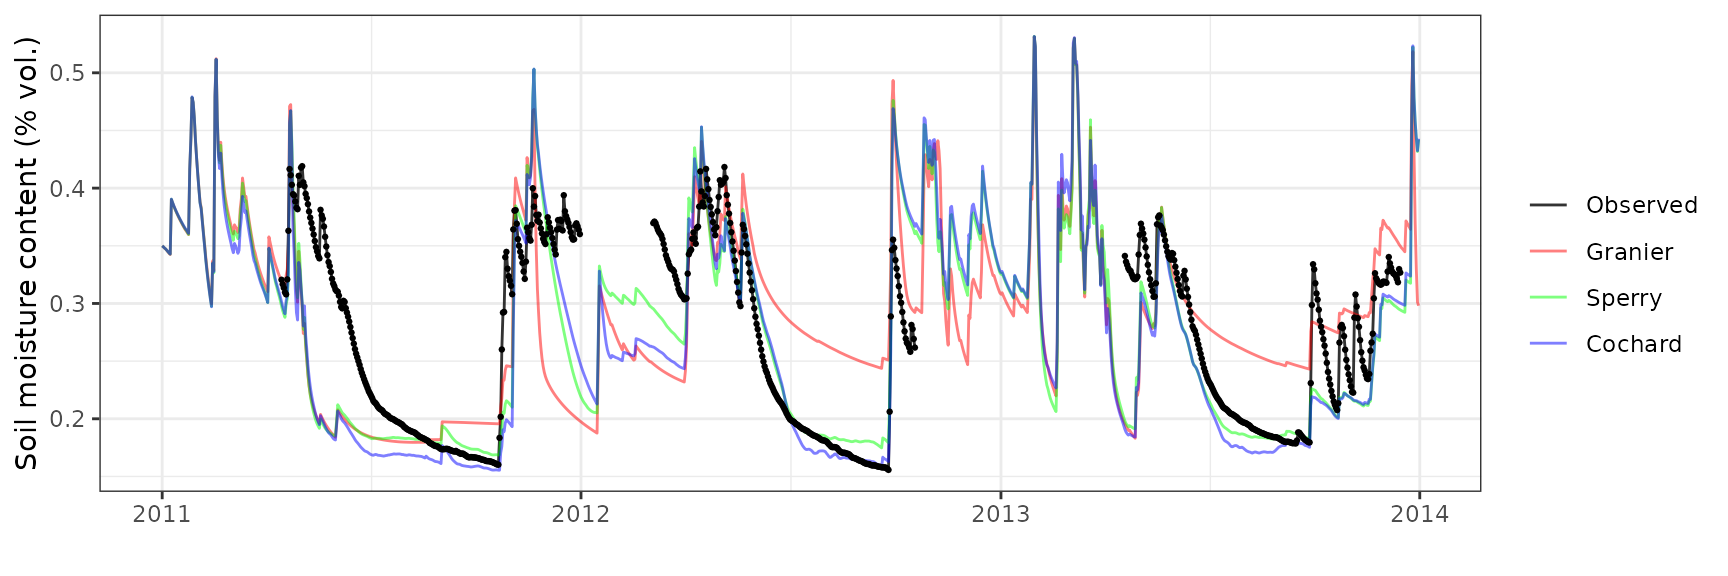 Soil moisture content (% vol.)
0.5
0.4
0.3
0.2
2011
2012
2013
2014
Observed
Granier
Sperry
Cochard